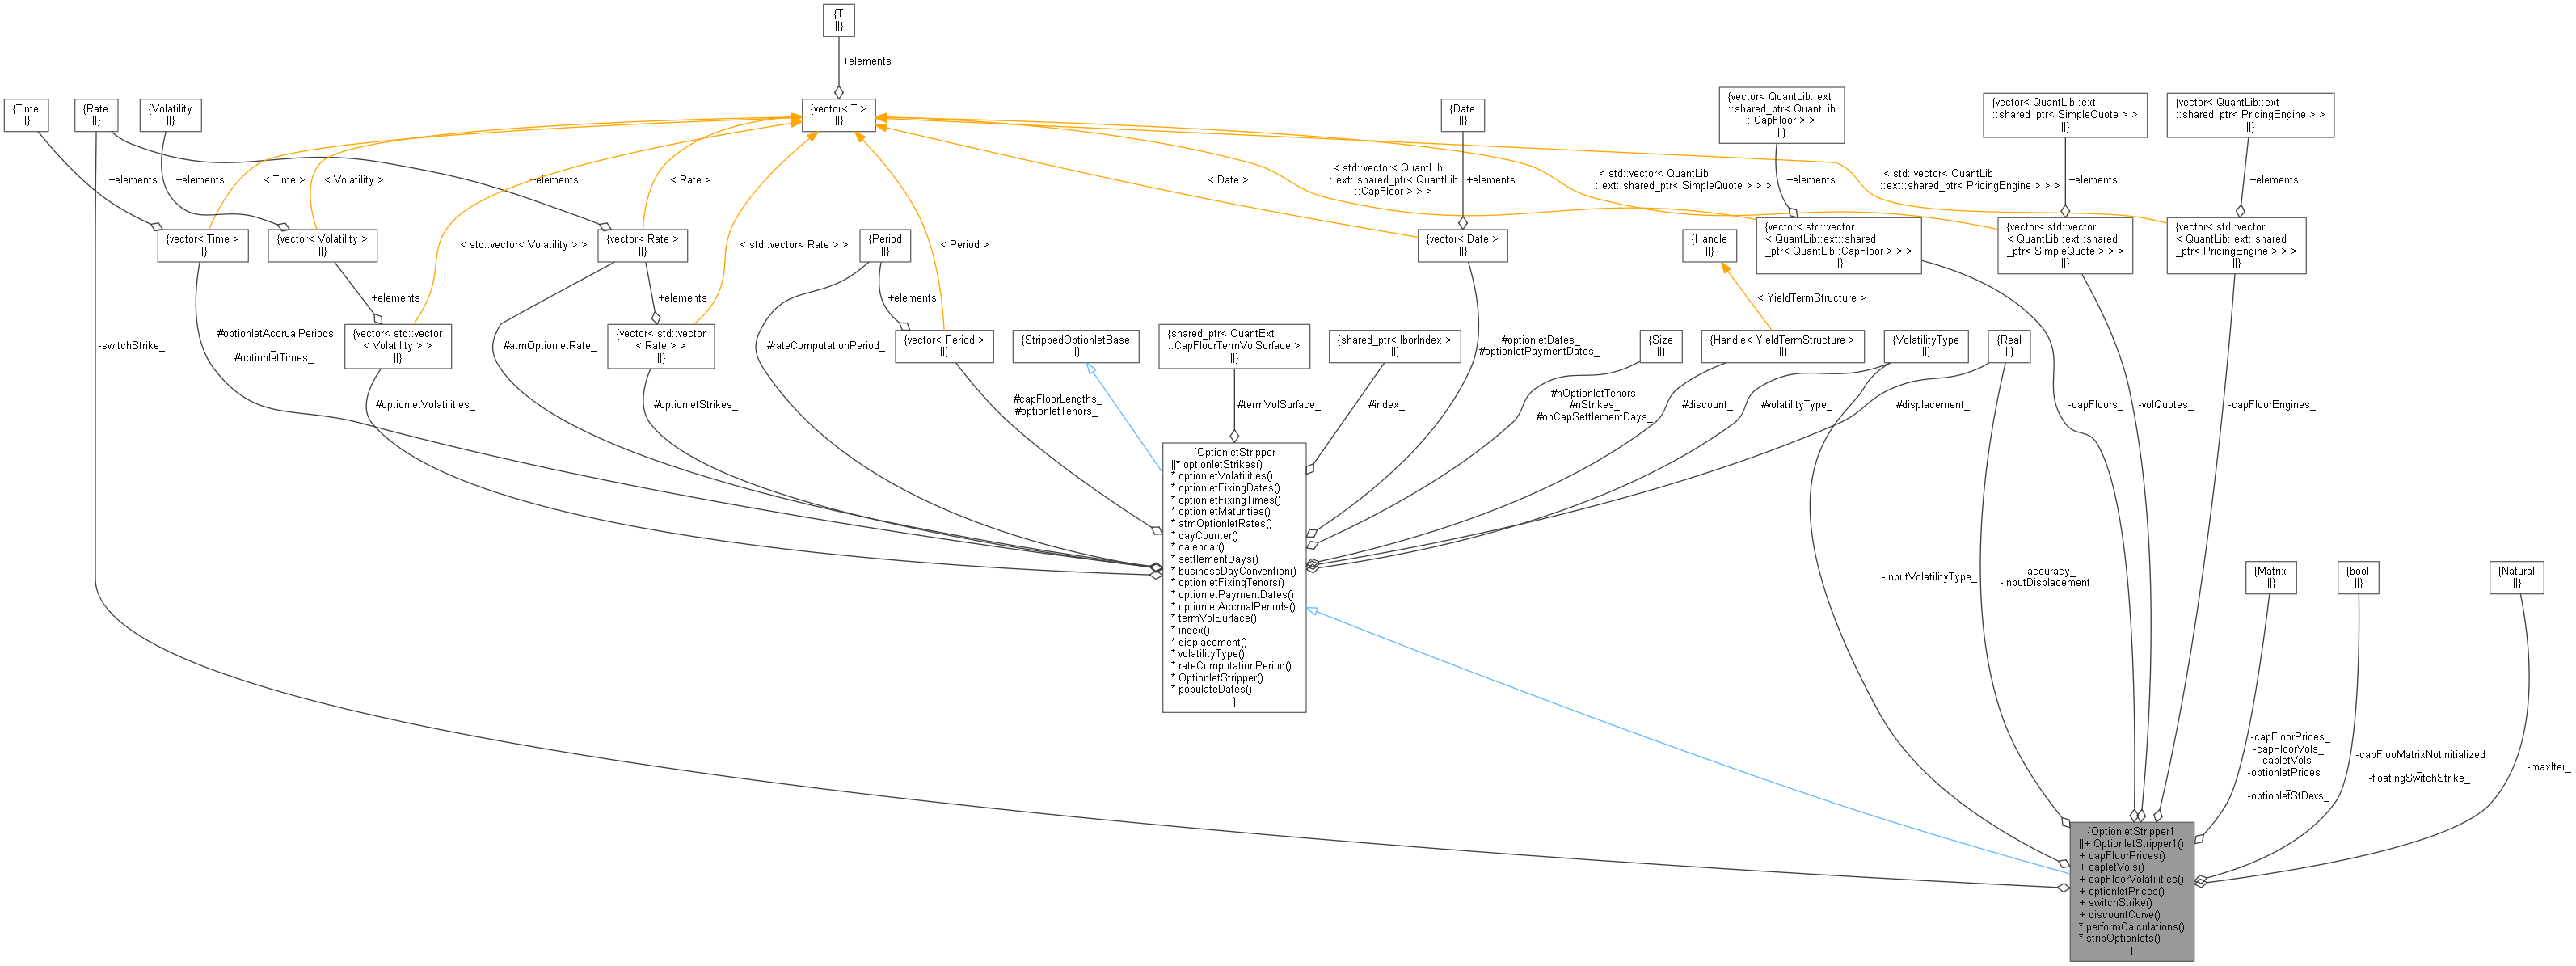 {T
||}
+elements
{Time
||}
{Rate
||}
{Volatility
||}
{vector< T >
||}
{Date
||}
{vector< QuantLib::ext
::shared_ptr< QuantLib
::CapFloor > >
||}
{vector< QuantLib::ext
::shared_ptr< SimpleQuote > >
||}
{vector< QuantLib::ext
::shared_ptr< PricingEngine > >
||}
+elements
+elements
< Time >
< Volatility >
+elements
< Rate >
< Date >
< std::vector< QuantLib
::ext::shared_ptr< QuantLib
::CapFloor > > >
+elements
+elements
< std::vector< QuantLib
::ext::shared_ptr< SimpleQuote > > >
+elements
< std::vector< QuantLib
::ext::shared_ptr< PricingEngine > > >
+elements
{vector< Time >
||}
{vector< Volatility >
||}
< std::vector< Volatility > >
{vector< Rate >
||}
< std::vector< Rate > >
{Period
||}
< Period >
{vector< Date >
||}
{Handle
||}
{vector< std::vector
< QuantLib::ext::shared
_ptr< QuantLib::CapFloor > > >
||}
{vector< std::vector
< QuantLib::ext::shared
_ptr< SimpleQuote > > >
||}
{vector< std::vector
< QuantLib::ext::shared
_ptr< PricingEngine > > >
||}
+elements
+elements
+elements
< YieldTermStructure >
-switchStrike_
#optionletAccrualPeriods
_
#optionletTimes_
{vector< std::vector
< Volatility > >
||}
#atmOptionletRate_
{vector< std::vector
< Rate > >
||}
#rateComputationPeriod_
{vector< Period >
||}
{StrippedOptionletBase
||}
{shared_ptr< QuantExt
::CapFloorTermVolSurface >
||}
{shared_ptr< IborIndex >
||}
#optionletDates_
#optionletPaymentDates_
{Size
||}
{Handle< YieldTermStructure >
||}
{VolatilityType
||}
{Real
||}
#optionletVolatilities_
#optionletStrikes_
#capFloorLengths_
#optionletTenors_
#termVolSurface_
#index_
#nOptionletTenors_
#nStrikes_
#onCapSettlementDays_
#discount_
#volatilityType_
#displacement_
-capFloors_
-volQuotes_
-capFloorEngines_
{OptionletStripper
||* optionletStrikes()
* optionletVolatilities()
* optionletFixingDates()
* optionletFixingTimes()
* optionletMaturities()
* atmOptionletRates()
* dayCounter()
* calendar()
* settlementDays()
* businessDayConvention()
* optionletFixingTenors()
* optionletPaymentDates()
* optionletAccrualPeriods()
* termVolSurface()
* index()
* displacement()
* volatilityType()
* rateComputationPeriod()
* OptionletStripper()
* populateDates()
}
-inputVolatilityType_
-accuracy_
-inputDisplacement_
{Matrix
||}
{bool
||}
{Natural
||}
-capFloorPrices_
-capFloorVols_
-capletVols_
-optionletPrices
_
-optionletStDevs_
-capFlooMatrixNotInitialized
_
-floatingSwitchStrike_
-maxIter_
{OptionletStripper1
||+ OptionletStripper1()
+ capFloorPrices()
+ capletVols()
+ capFloorVolatilities()
+ optionletPrices()
+ switchStrike()
+ discountCurve()
* performCalculations()
* stripOptionlets()
}